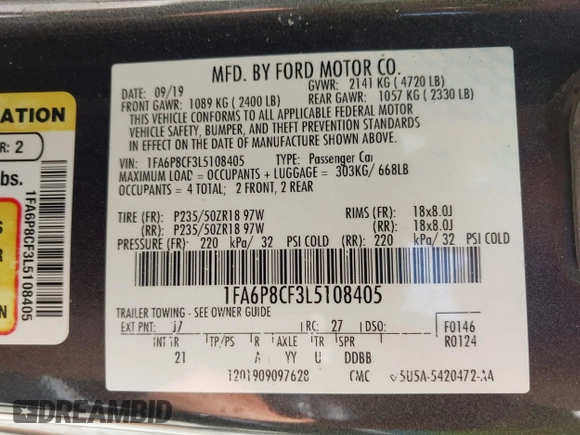 MFD. BY FORD MOTOR CO.
DATE: 09/19 GVWR: 2141 KG ( 4720 LB)
FRONT GAWR: 1089 KG ( 2400 LB) REAR GAWR: 1057 KG ( 2330 LB)
THIS VEHICLE CONFORMS TO ALL APPLICABLE FEDERAL MOTOR
VEHICLE SAFETY, BUMPER, AND THEFT PREVENTION STANDARDS
IN EFFECT ON THE DATE OF MANUFACTURE SHOWN ABOVE.
VIN: 1FA6P8CF3L5108405 TYPE: Passenger Car
MAXIMUM LOAD = OCCUPANTS + LUGGAGE = 303KG/ 668LB
OCCUPANTS = 4 TOTAL; 2 FRONT, 2 REAR
TIRE (FR): P235/50ZR18 97W RIMS (FR): 18x8.0J
(RR): P235/50ZR18 97W (RR): 18x8.0J
PRESSURE (FR): 220 kPa/ 32 PSI COLD (RR): 220 kPa/ 32 PSI COLD
1FA6P8CF3L5108405
TRAILER TOWING - SEE OWNER GUIDE
EXT PNT: J7 RC: 27 DSO: F0146
R0124
INT TR TP/PS R AXLE TR SPR
21 A YY U DDBB
1201909097628 CMC 5U5A-5420472-AA
ATION
R: 2
bs.
1FA6P8CF3L5108405
S
R
N
DREAMBID